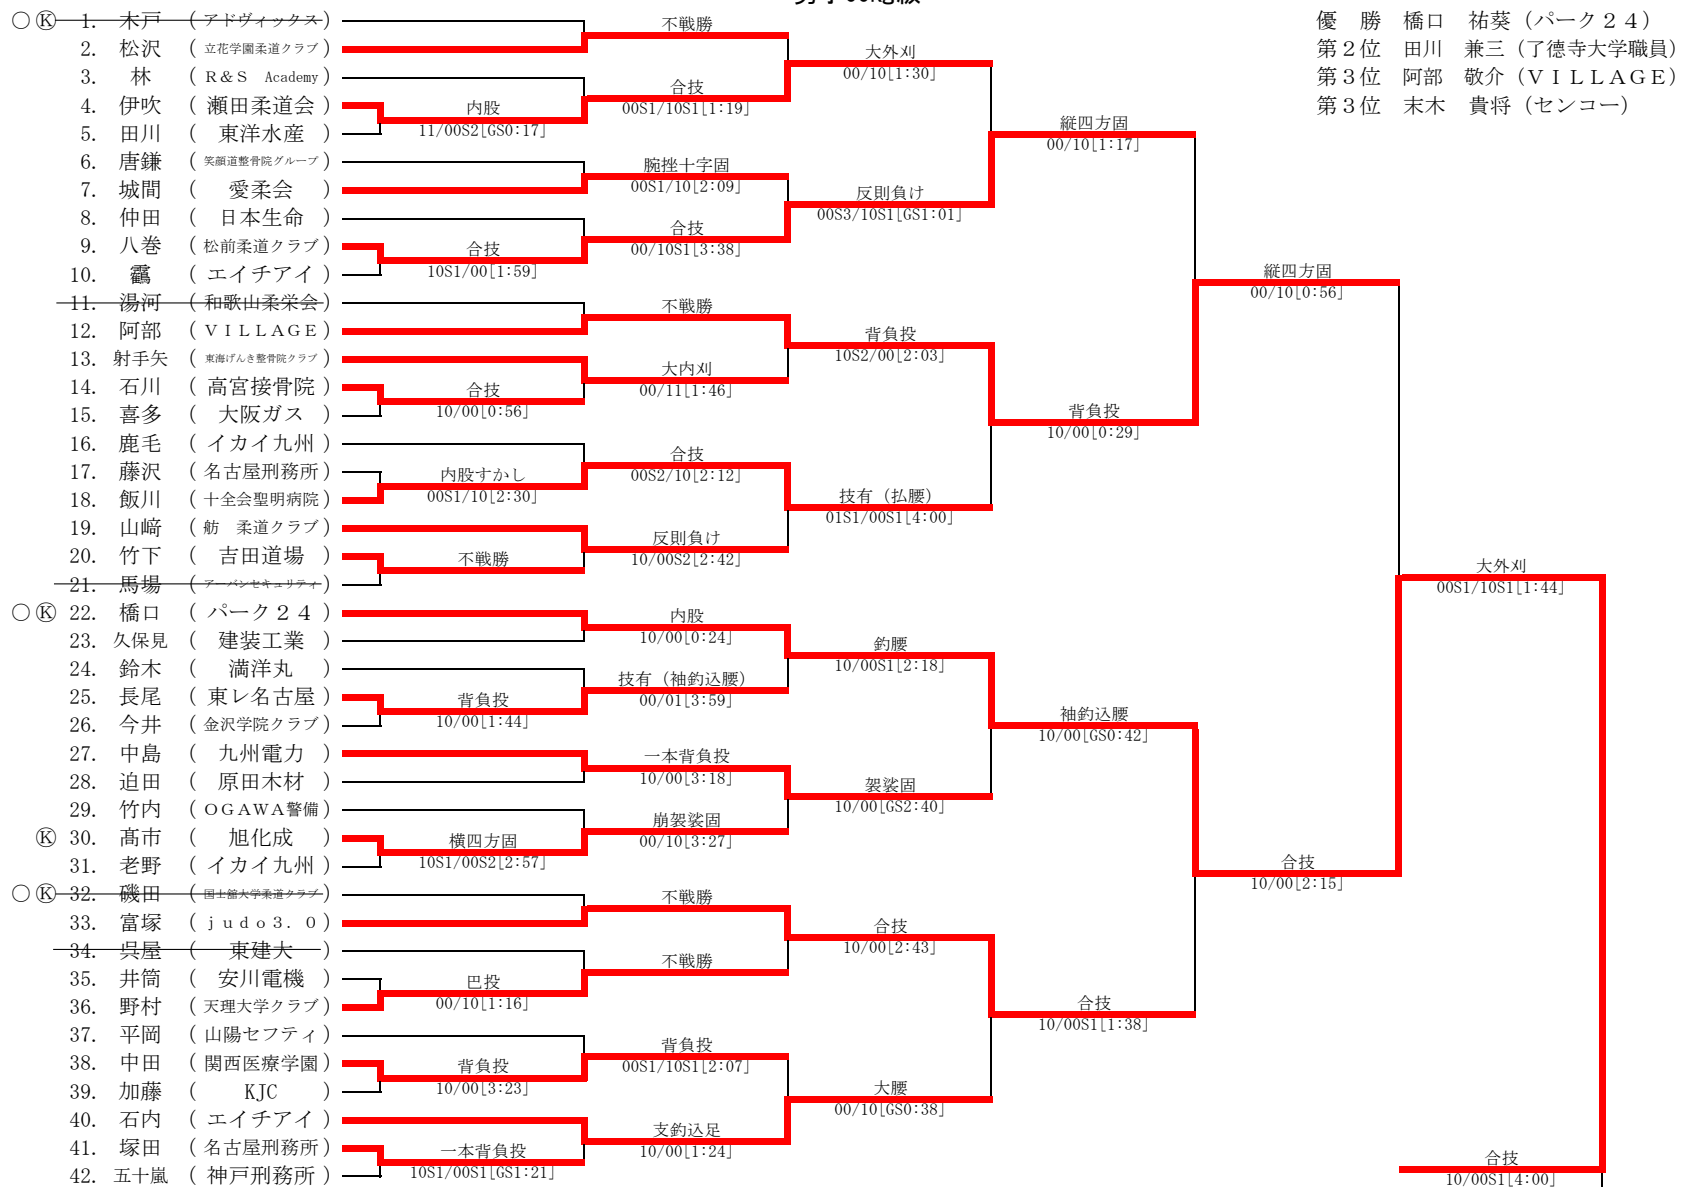 優　勝　橋口　祐葵（パーク２４）
第２位　田川　兼三（了德寺大学職員）
第３位　阿部　敬介（ＶＩＬＬＡＧＥ）
第３位　末木　貴将（センコー）
○Ⓚ 1. 木戸 （アドヴィックス）
2. 松沢 （立花学園柔道クラブ）
3. 林 （R&S Academy）
4. 伊吹 （瀬田柔道会）
5. 田川 （東洋水産）
6. 唐鎌 （笑顔道整骨院グループ）
7. 城間 （愛柔会）
8. 仲田 （日本生命）
9. 八巻 （松前柔道クラブ）
10. 靏 （エイチアイ）
11. 湯河 （和歌山柔栄会）
12. 阿部 （ＶＩＬＬＡＧＥ）
13. 射手矢 （東海げんき整骨院クラブ）
14. 石川 （高宮接骨院）
15. 喜多 （大阪ガス）
16. 鹿毛 （イカイ九州）
17. 藤沢 （名古屋刑務所）
18. 飯川 （十全会聖明病院）
19. 山﨑 （舫　柔道クラブ）
20. 竹下 （吉田道場）
21. 馬場 （アーバンセキュリティ）
○Ⓚ 22. 橋口 （パーク２４）
23. 久保見 （建装工業）
24. 鈴木 （満洋丸）
25. 長尾 （東レ名古屋）
26. 今井 （金沢学院クラブ）
27. 中島 （九州電力）
28. 迫田 （原田木材）
29. 竹内 （ＯＧＡＷＡ警備）
Ⓚ 30. 髙市 （旭化成）
31. 老野 （イカイ九州）
○Ⓚ 32. 磯田 （国士舘大学柔道クラブ）
33. 富塚 （ｊｕｄｏ３．０）
34. 呉屋 （東建大）
35. 井筒 （安川電機）
36. 野村 （天理大学クラブ）
37. 平岡 （山陽セフティ）
38. 中田 （関西医療学園）
39. 加藤 （KJC）
40. 石内 （エイチアイ）
41. 塚田 （名古屋刑務所）
42. 五十嵐 （神戸刑務所）
内股
11/00S2[GS0:17]
合技
10S1/00[1:59]
合技
10/00[0:56]
内股すかし
00S1/10[2:30]
不戦勝
背負投
10/00[1:44]
横四方固
10S1/00S2[2:57]
巴投
00/10[1:16]
背負投
10/00[3:23]
一本背負投
10S1/00S1[GS1:21]
不戦勝
合技
00S1/10S1[1:19]
腕挫十字固
00S1/10[2:09]
合技
00/10S1[3:38]
不戦勝
大内刈
00/11[1:46]
合技
00S2/10[2:12]
反則負け
10/00S2[2:42]
内股
10/00[0:24]
技有（袖釣込腰）
00/01[3:59]
一本背負投
10/00[3:18]
崩袈裟固
00/10[3:27]
不戦勝
不戦勝
背負投
00S1/10S1[2:07]
支釣込足
10/00[1:24]
大外刈
00/10[1:30]
反則負け
00S3/10S1[GS1:01]
背負投
10S2/00[2:03]
技有（払腰）
01S1/00S1[4:00]
釣腰
10/00S1[2:18]
袈裟固
10/00[GS2:40]
合技
10/00[2:43]
大腰
00/10[GS0:38]
縦四方固
00/10[1:17]
背負投
10/00[0:29]
袖釣込腰
10/00[GS0:42]
合技
10/00S1[1:38]
縦四方固
00/10[0:56]
合技
10/00[2:15]
大外刈
00S1/10S1[1:44]
合技
10/00S1[4:00]